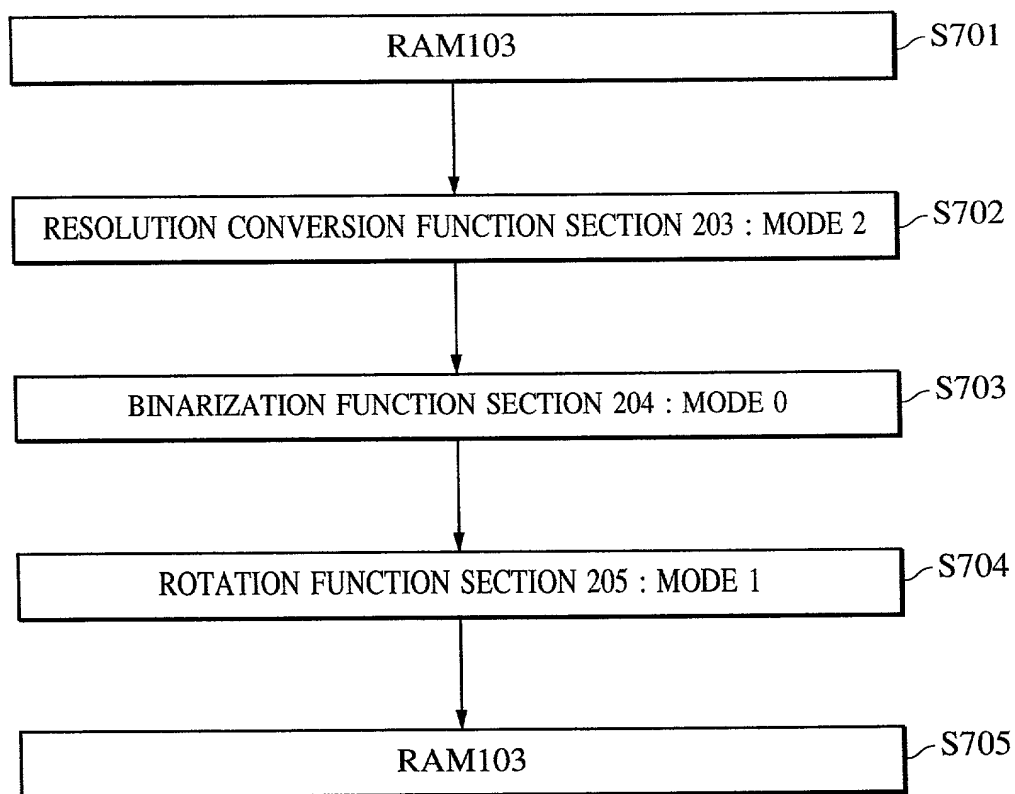 RAM103
S701
RESOLUTION CONVERSION FUNCTION SECTION 203 : MODE 2
S702
BINARIZATION FUNCTION SECTION 204 : MODE 0
S703
ROTATION FUNCTION SECTION 205 : MODE 1
S704
RAM103
S705